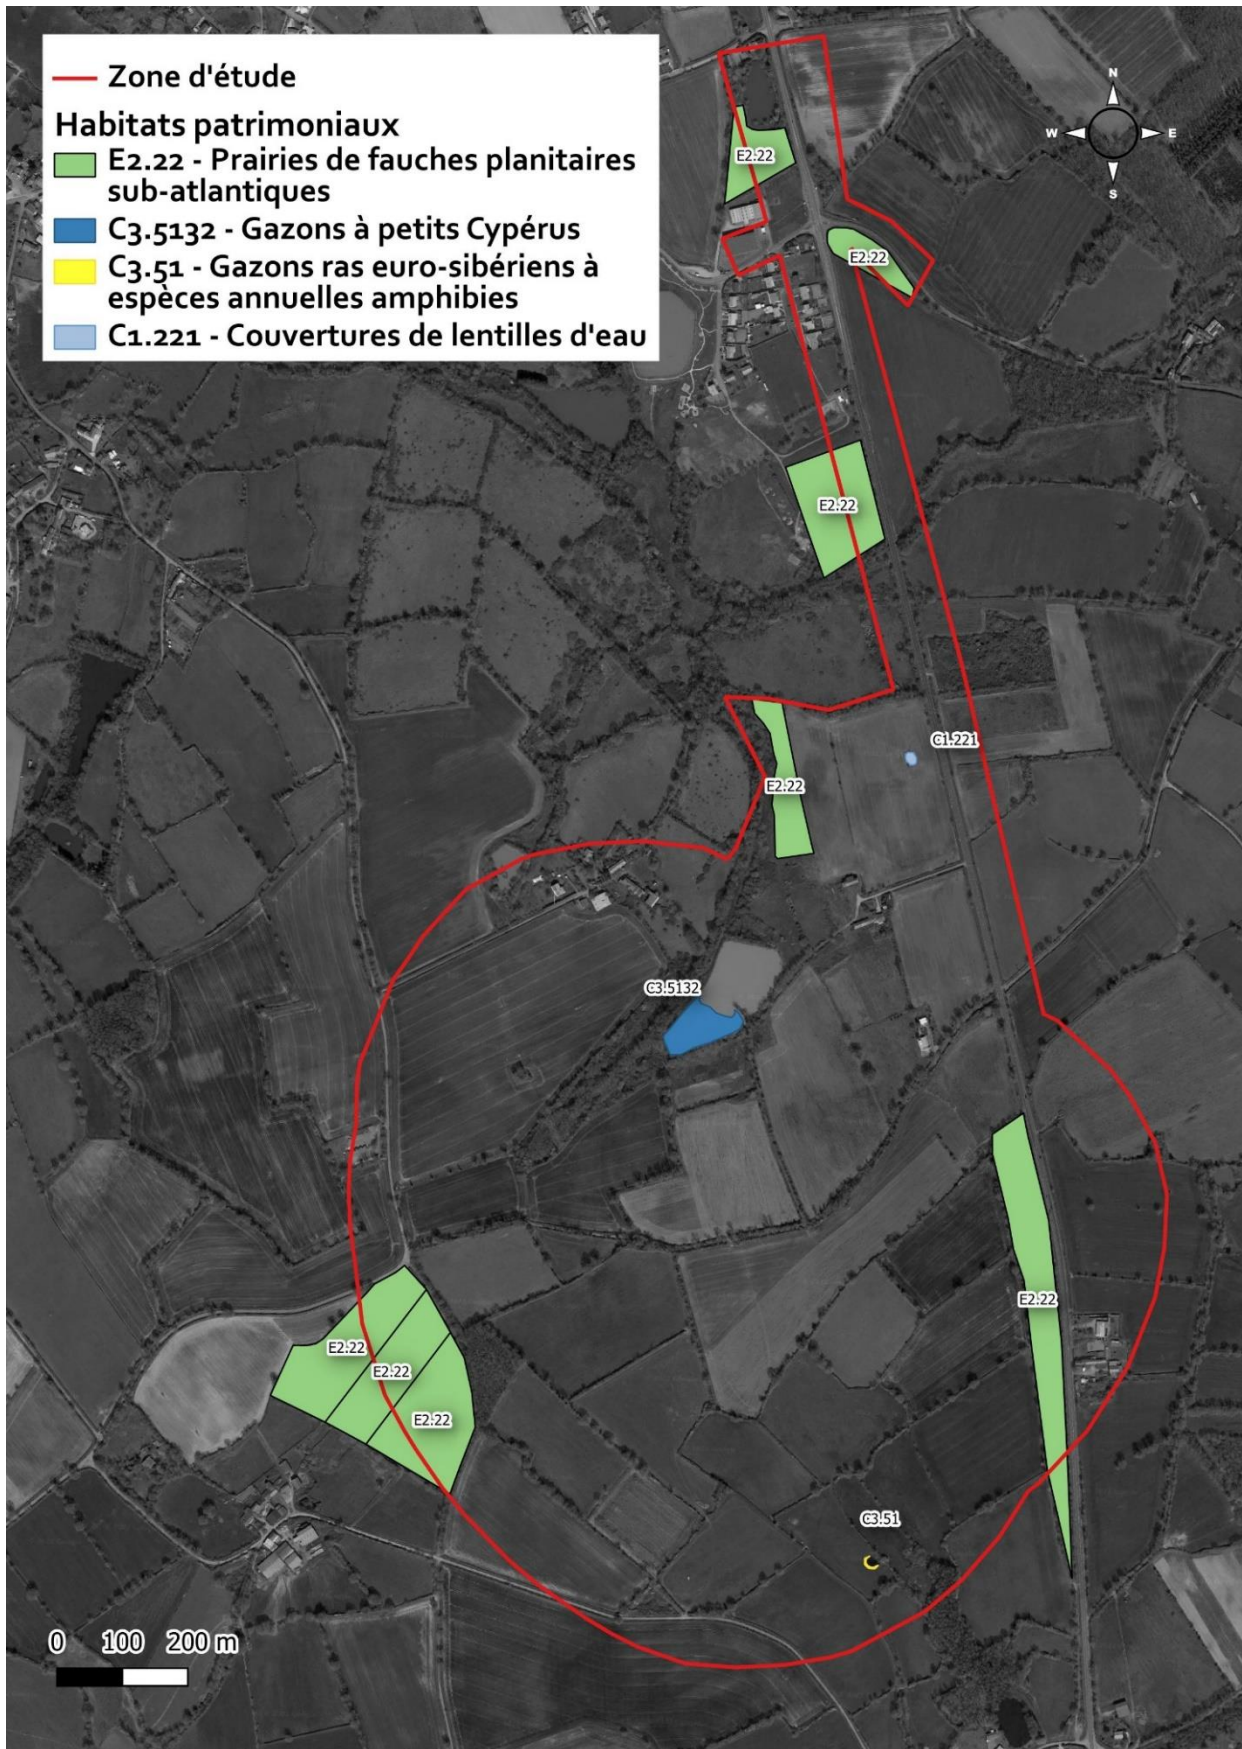 Zone d'étude
Habitats patrimoniaux
E2.22 - Prairies de fauches planitaires
sub-atlantiques
C3.5132 - Gazons à petits Cypérus
C3.51 - Gazons ras euro-sibériens à
espèces annuelles amphibies
C1.221 - Couvertures de lentilles d'eau
N
W
E
S
E2.22
E2.22
E2.22
C1.221
E2.22
C3.5132
E2.22
E2.22
E2.22
E2.22
C3.51
0 100 200 m